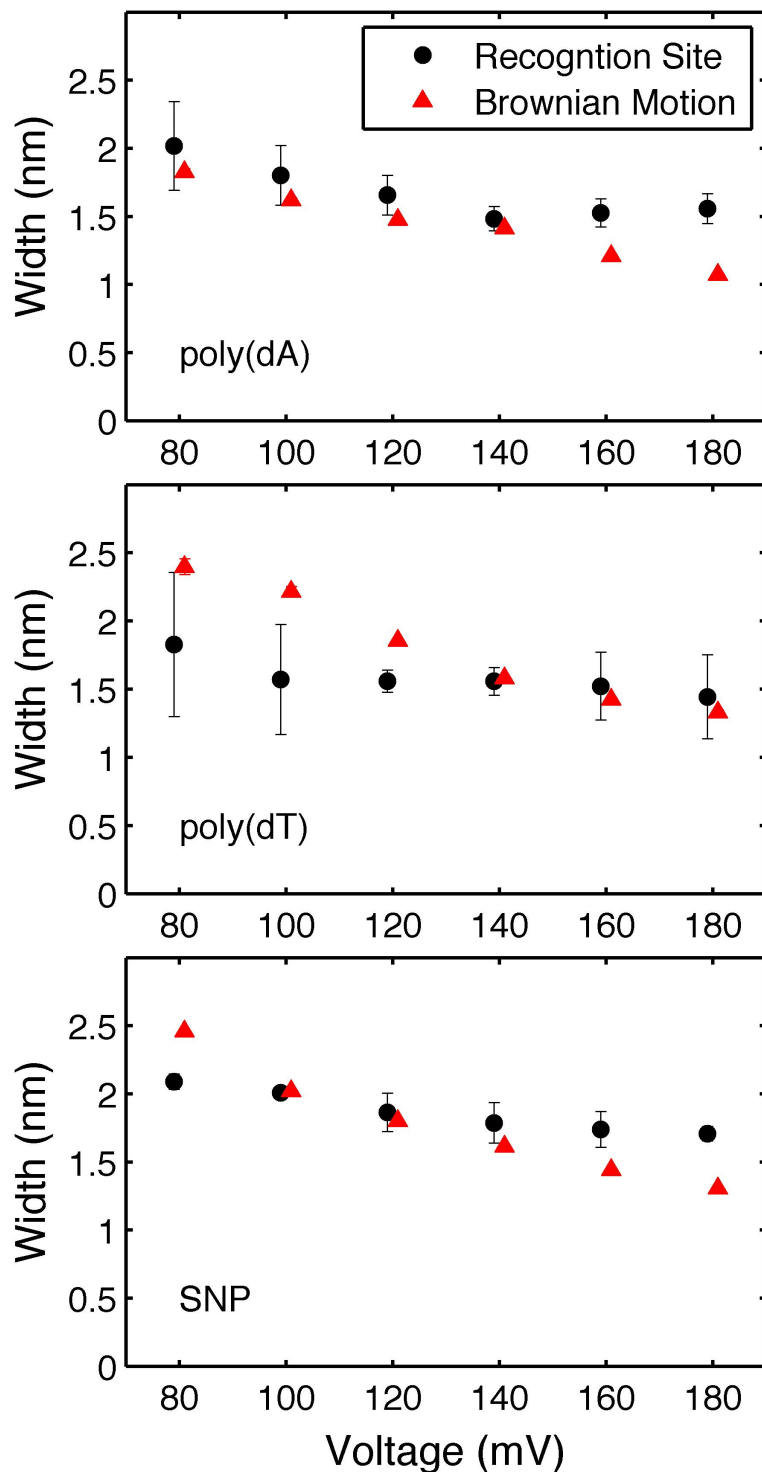 Recogntion Site
Brownian Motion
2.5
2
1.5
1
0.5
0
Width (nm)
poly(dA)
80 100 120 140 160 180
2.5
2
1.5
1
0.5
0
Width (nm)
poly(dT)
80 100 120 140 160 180
2.5
2
1.5
1
0.5
0
Width (nm)
SNP
80 100 120 140 160 180
Voltage (mV)